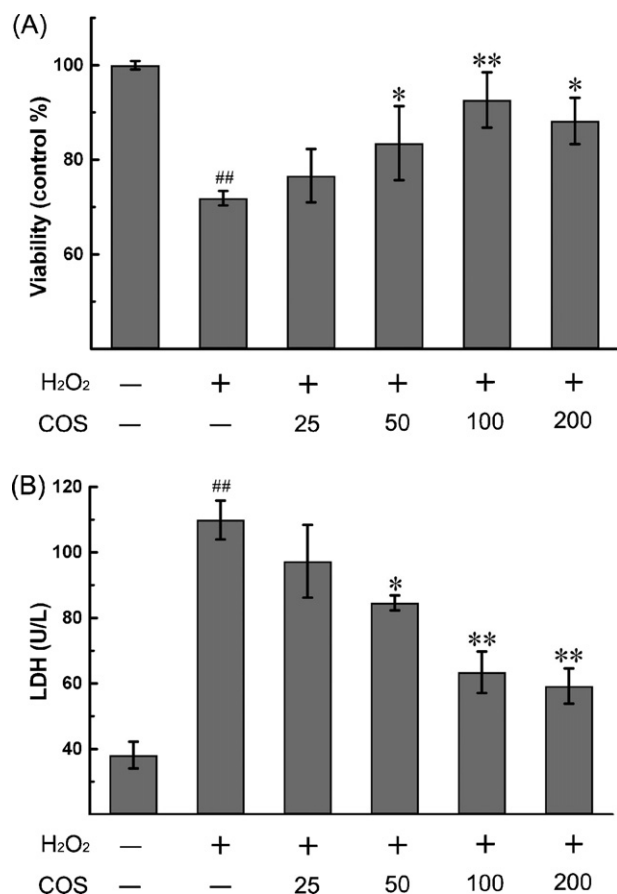 (A)
Viability (control %)
100
80
60
##
*
**
*
H₂O₂ — + + + + +
COS — — 25 50 100 200
(B)
LDH (U/L)
120
100
80
60
40
##
*
**
**
H₂O₂ — + + + + +
COS — — 25 50 100 200